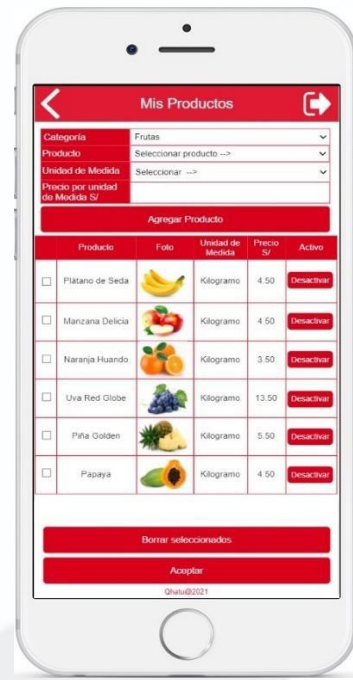 Mis Productos
Categoría Frutas
Producto Seleccionar producto -->
Unidad de Medida Seleccionar -->
Precio por unidad
de Medida S/
Agregar Producto
Producto Foto Unidad de Medida Precio S/ Activo
Plátano de Seda Kilogramo 4.50 Desactivar
Manzana Delicia Kilogramo 4.50 Desactivar
Naranja Huando Kilogramo 3.50 Desactivar
Uva Red Globe Kilogramo 13.50 Desactivar
Piña Golden Kilogramo 5.50 Desactivar
Papaya Kilogramo 4.50 Desactivar
Borrar seleccionados
Aceptar
Qhatu@2021